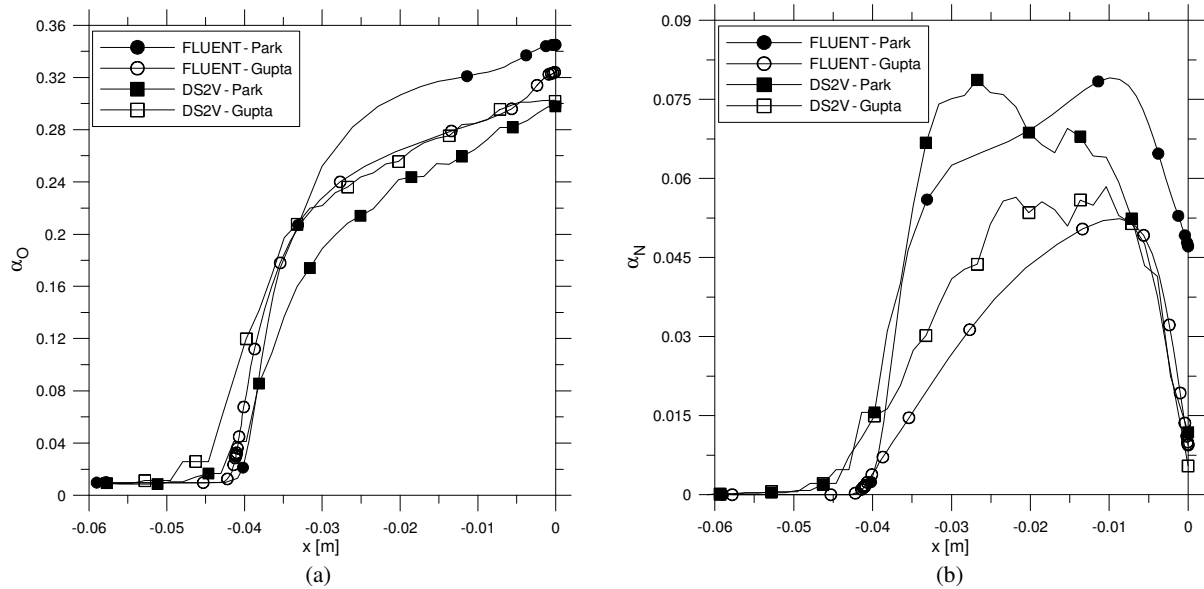 0.36
0.32
0.28
0.24
0.2
0.16
0.12
0.08
0.04
0
αO
FLUENT - Park
FLUENT - Gupta
DS2V - Park
DS2V - Gupta
-0.06 -0.05 -0.04 -0.03 -0.02 -0.01 0
x [m]
(a)
0.09
0.075
0.06
0.045
0.03
0.015
0
αN
FLUENT - Park
FLUENT - Gupta
DS2V - Park
DS2V - Gupta
-0.06 -0.05 -0.04 -0.03 -0.02 -0.01 0
x [m]
(b)